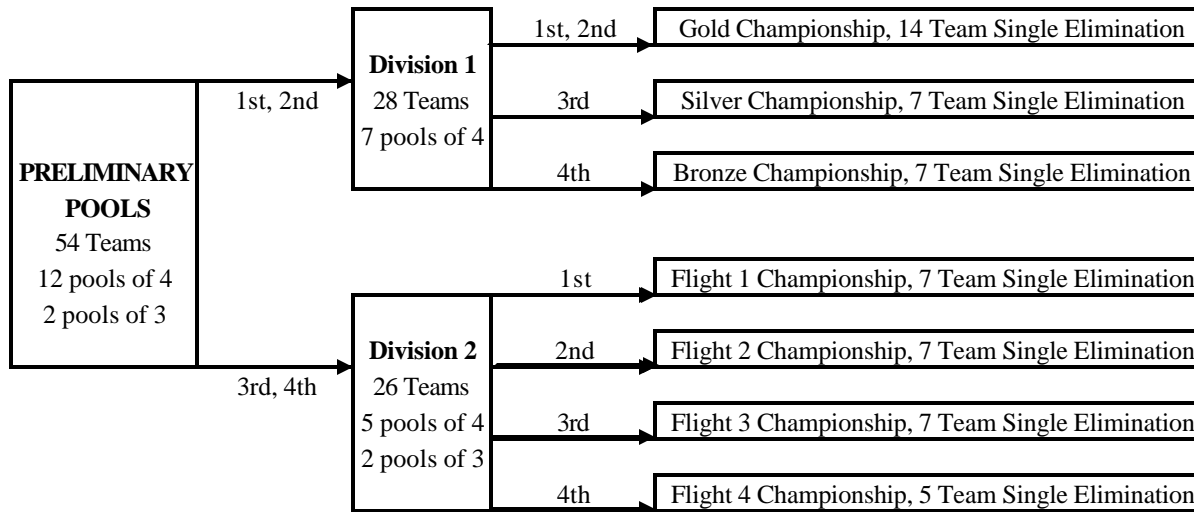 PRELIMINARY
POOLS
54 Teams
12 pools of 4
2 pools of 3
1st, 2nd
3rd, 4th
Division 1
28 Teams
7 pools of 4
1st, 2nd
Gold Championship, 14 Team Single Elimination
3rd
Silver Championship, 7 Team Single Elimination
4th
Bronze Championship, 7 Team Single Elimination
Division 2
26 Teams
5 pools of 4
2 pools of 3
1st
Flight 1 Championship, 7 Team Single Elimination
2nd
Flight 2 Championship, 7 Team Single Elimination
3rd
Flight 3 Championship, 7 Team Single Elimination
4th
Flight 4 Championship, 5 Team Single Elimination